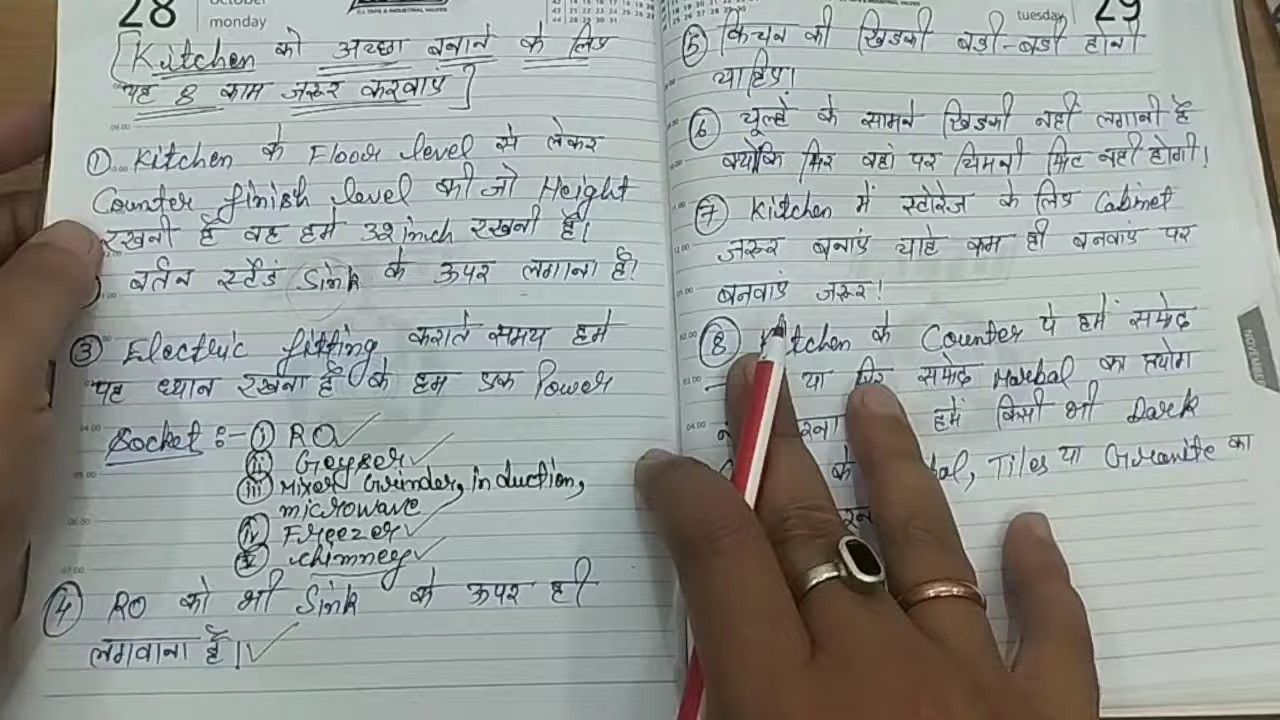 28
october
monday
[Kitchen को अच्छा बनाने के लिए
यह 8 काम जरूर करवाए]
① Kitchen के Floor level से लेकर
Counter finish level की जो Height
रखनी है वह हमे 32 inch रखनी है।
बर्तन स्टैडं Sink के ऊपर लगाना है।
③ Electric fitting कराते समय हमे
यह ध्यान रखना है के हम एक Power
Socket :- ⓘ RO ✓
ⓘⓘ Geyser ✓
ⓘⓘⓘ Mixer Grinder, induction,
microwave
ⓘⓥ Freezer ✓
ⓥ chimney ✓
④ RO को भी Sink के ऊपर ही
लगवाना है। ✓
tuesday 29
⑤ किचन की खिडकी बडी-बडी होनी
चाहिए।
⑥ चूल्हें के सामने खिडकी नही लगानी है
क्योंकि फिर वहां पर चिमनी फिट नही होगी।
⑦ Kitchen में स्टोरेज के लिए Cabinet
जरूर बनाएं चाहे कम ही बनवाएं पर
बनवाएं जरूर।
⑧ Kitchen के Counter पे हमें सफेद
या फिर सफेद Marbal का प्रयोग
हमें किसी भी Dark
के Tiles या Granite का
NOVEMBER